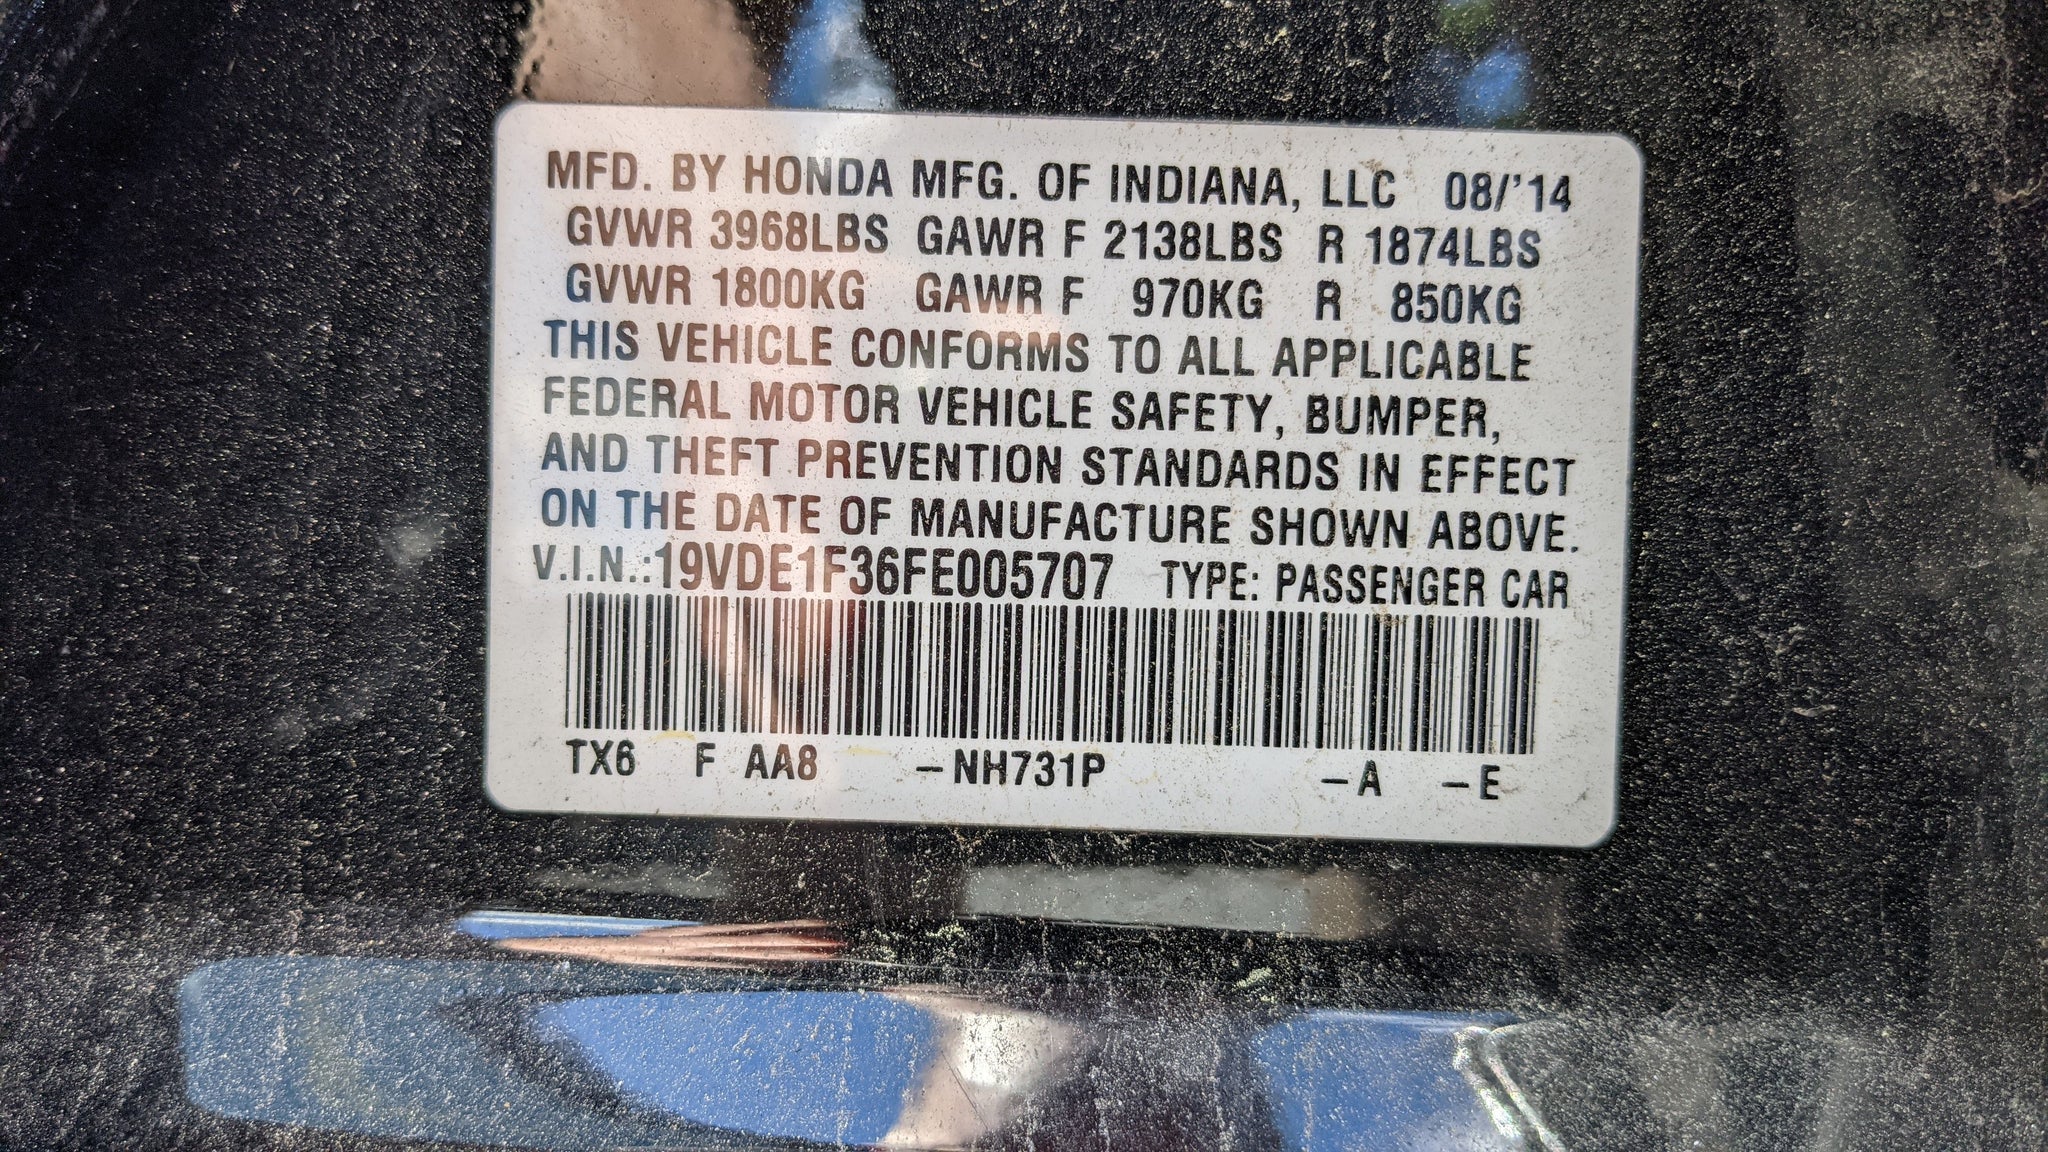 MFD. BY HONDA MFG. OF INDIANA, LLC 08/'14
GVWR 3968LBS GAWR F 2138LBS R 1874LBS
GVWR 1800KG GAWR F 970KG R 850KG
THIS VEHICLE CONFORMS TO ALL APPLICABLE
FEDERAL MOTOR VEHICLE SAFETY, BUMPER,
AND THEFT PREVENTION STANDARDS IN EFFECT
ON THE DATE OF MANUFACTURE SHOWN ABOVE.
V.I.N.:19VDE1F36FE005707 TYPE: PASSENGER CAR
TX6 F AA8 –NH731P –A –E